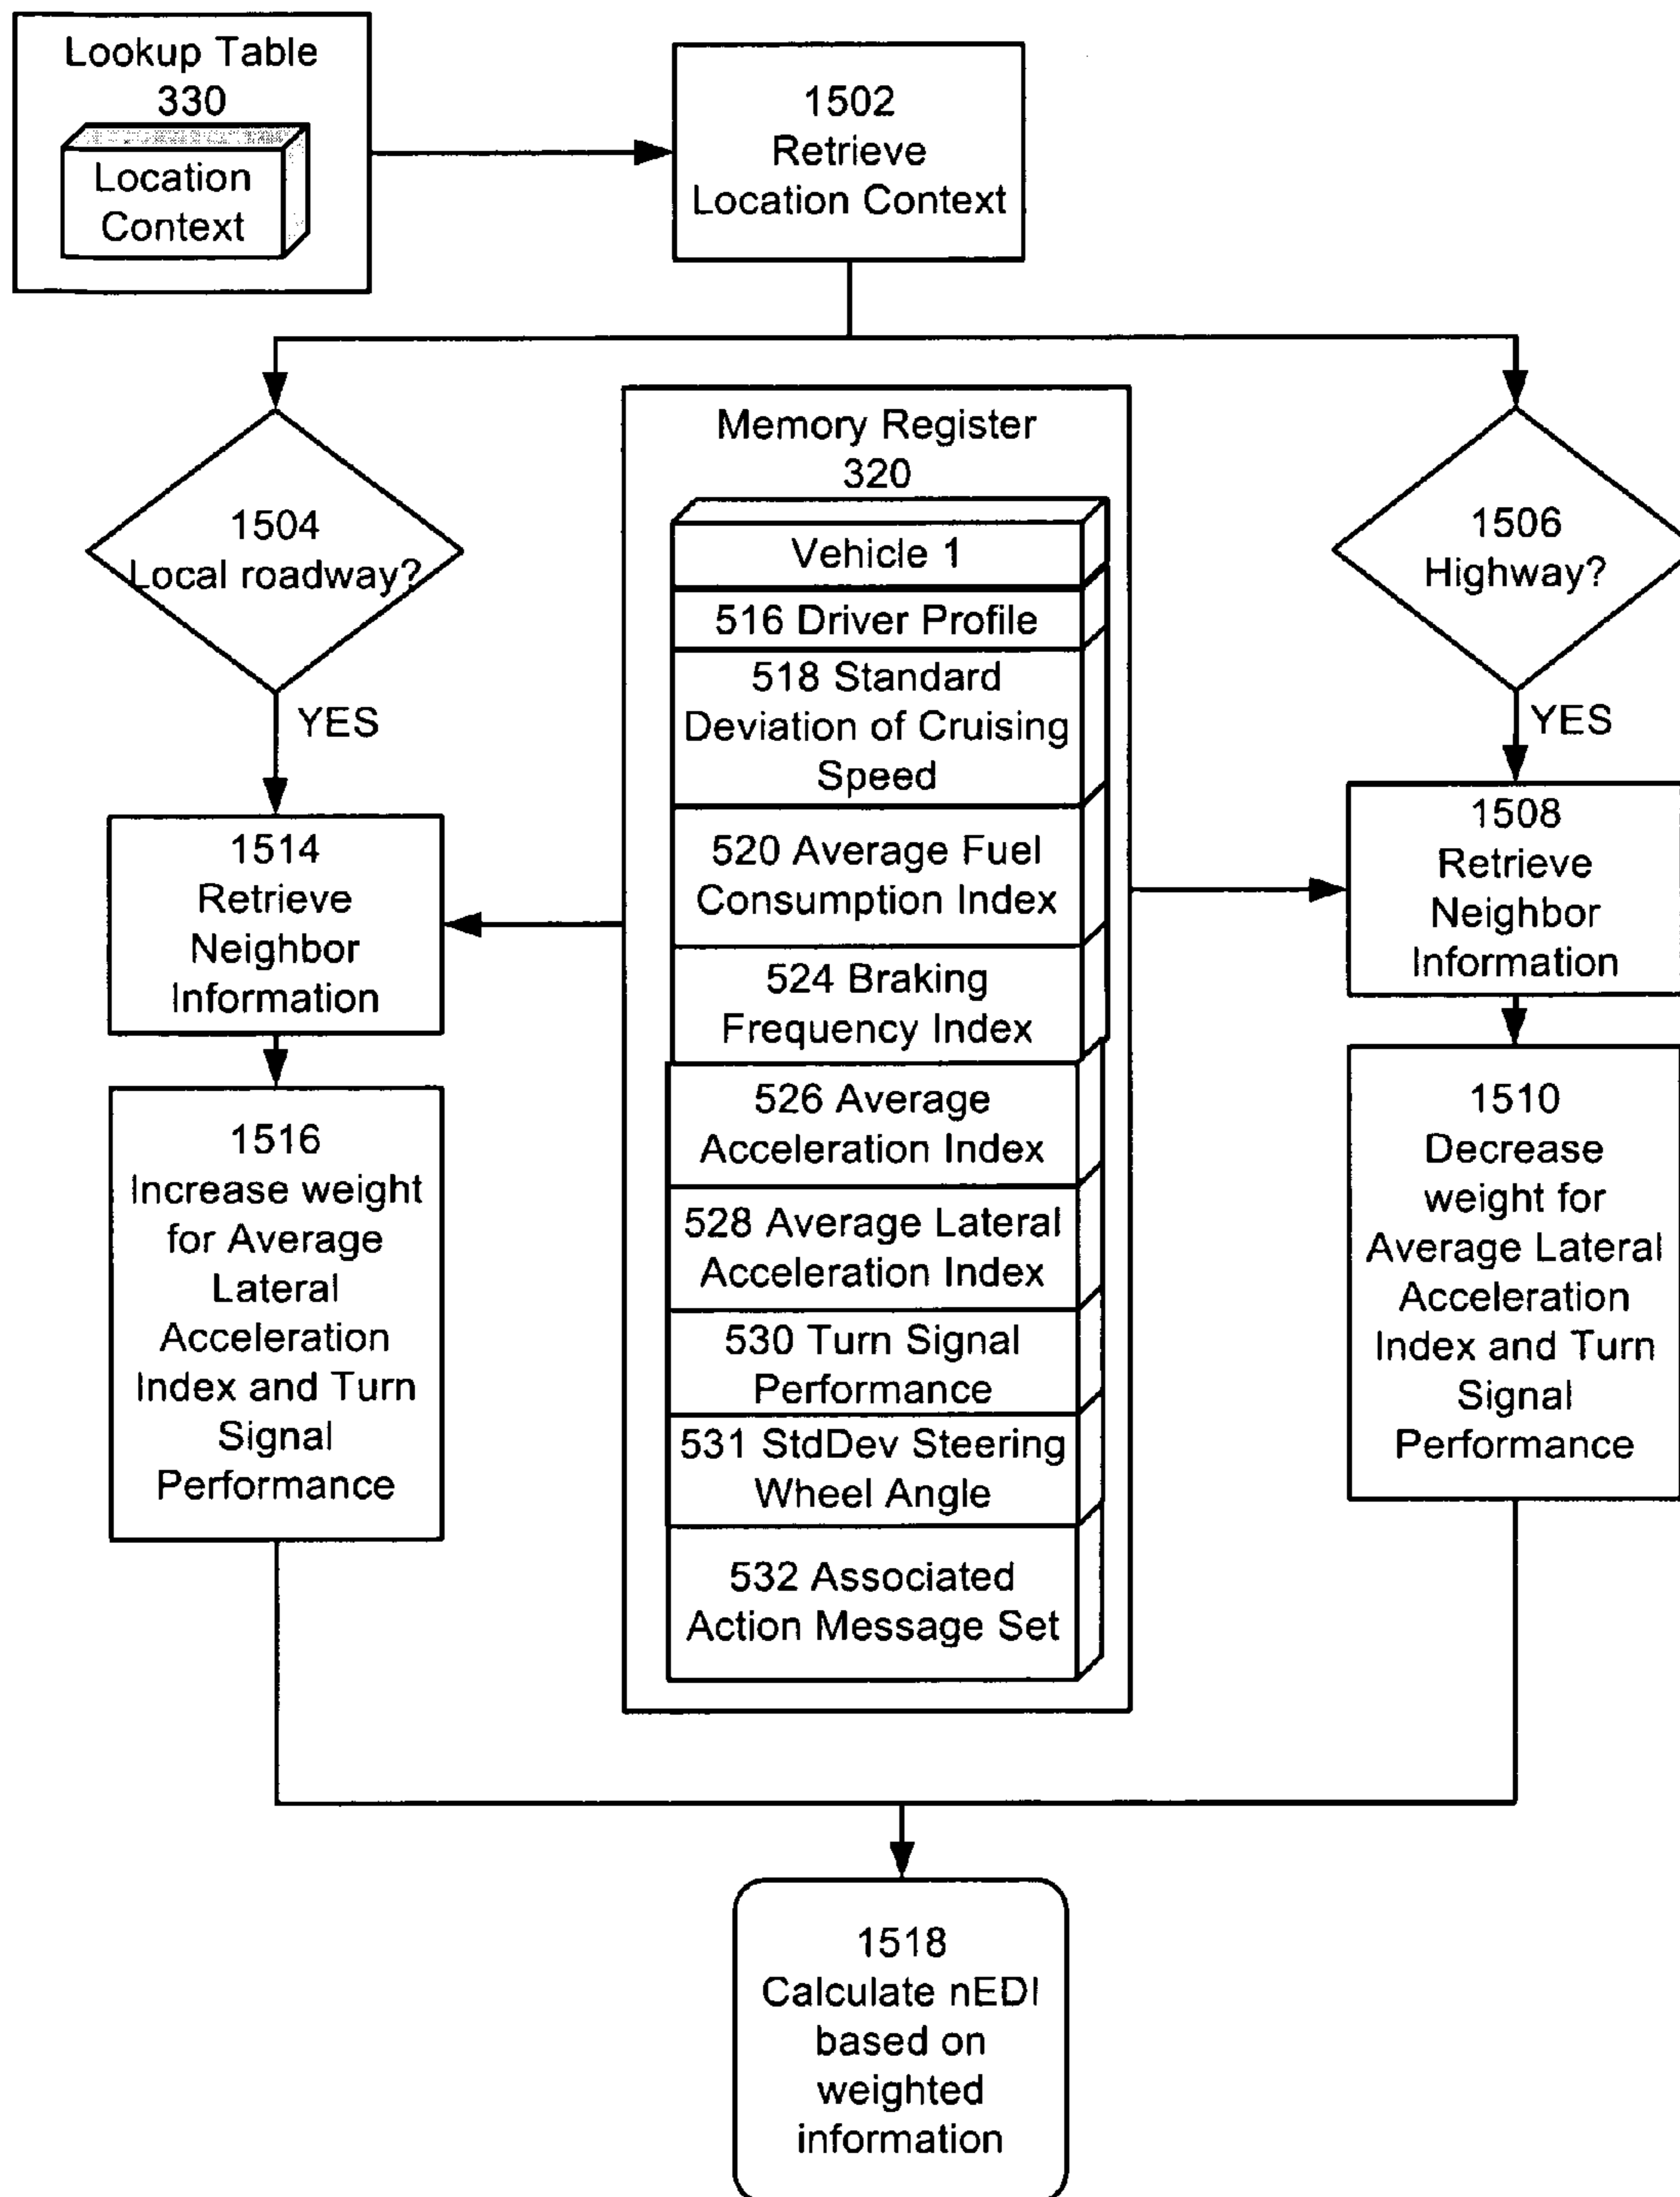 Lookup Table
330
Location
Context
1502
Retrieve
Location Context
1504
Local roadway?
YES
1514
Retrieve
Neighbor
Information
1516
Increase weight
for Average
Lateral
Acceleration
Index and Turn
Signal
Performance
Memory Register
320
Vehicle 1
516 Driver Profile
518 Standard
Deviation of Cruising
Speed
520 Average Fuel
Consumption Index
524 Braking
Frequency Index
526 Average
Acceleration Index
528 Average Lateral
Acceleration Index
530 Turn Signal
Performance
531 StdDev Steering
Wheel Angle
532 Associated
Action Message Set
1506
Highway?
YES
1508
Retrieve
Neighbor
Information
1510
Decrease
weight for
Average Lateral
Acceleration
Index and Turn
Signal
Performance
1518
Calculate nEDI
based on
weighted
information